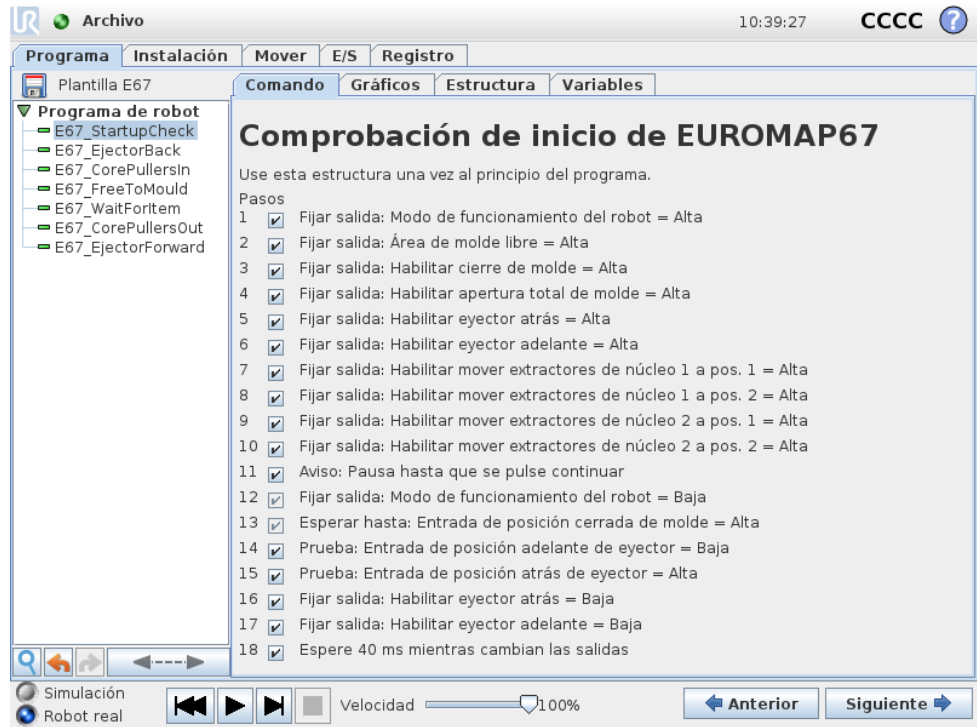 UR Archivo 10:39:27 CCCC ?
Programa Instalación Mover E/S Registro
Plantilla E67
Programa de robot
E67_StartupCheck
E67_EjectorBack
E67_CorePullersIn
E67_FreeToMould
E67_WaitForItem
E67_CorePullersOut
E67_EjectorForward
Comando Gráficos Estructura Variables
Comprobación de inicio de EUROMAP67
Use esta estructura una vez al principio del programa.
Pasos
1 Fijar salida: Modo de funcionamiento del robot = Alta
2 Fijar salida: Área de molde libre = Alta
3 Fijar salida: Habilitar cierre de molde = Alta
4 Fijar salida: Habilitar apertura total de molde = Alta
5 Fijar salida: Habilitar eyector atrás = Alta
6 Fijar salida: Habilitar eyector adelante = Alta
7 Fijar salida: Habilitar mover extractores de núcleo 1 a pos. 1 = Alta
8 Fijar salida: Habilitar mover extractores de núcleo 1 a pos. 2 = Alta
9 Fijar salida: Habilitar mover extractores de núcleo 2 a pos. 1 = Alta
10 Fijar salida: Habilitar mover extractores de núcleo 2 a pos. 2 = Alta
11 Aviso: Pausa hasta que se pulse continuar
12 Fijar salida: Modo de funcionamiento del robot = Baja
13 Esperar hasta: Entrada de posición cerrada de molde = Alta
14 Prueba: Entrada de posición adelante de eyector = Baja
15 Prueba: Entrada de posición atrás de eyector = Alta
16 Fijar salida: Habilitar eyector atrás = Baja
17 Fijar salida: Habilitar eyector adelante = Baja
18 Espere 40 ms mientras cambian las salidas
Simulación
Robot real
Velocidad 100%
Anterior Siguiente